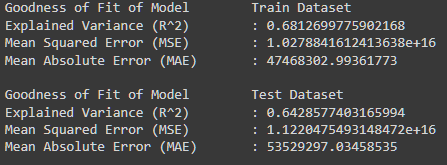 Goodness of Fit of Model Train Dataset
Explained Variance (R^2) : 0.6812699775902168
Mean Squared Error (MSE) : 1.0278841612413638e+16
Mean Absolute Error (MAE) : 47468302.99361773
Goodness of Fit of Model Test Dataset
Explained Variance (R^2) : 0.6428577403165994
Mean Squared Error (MSE) : 1.1220475493148472e+16
Mean Absolute Error (MAE) : 53529297.03458535